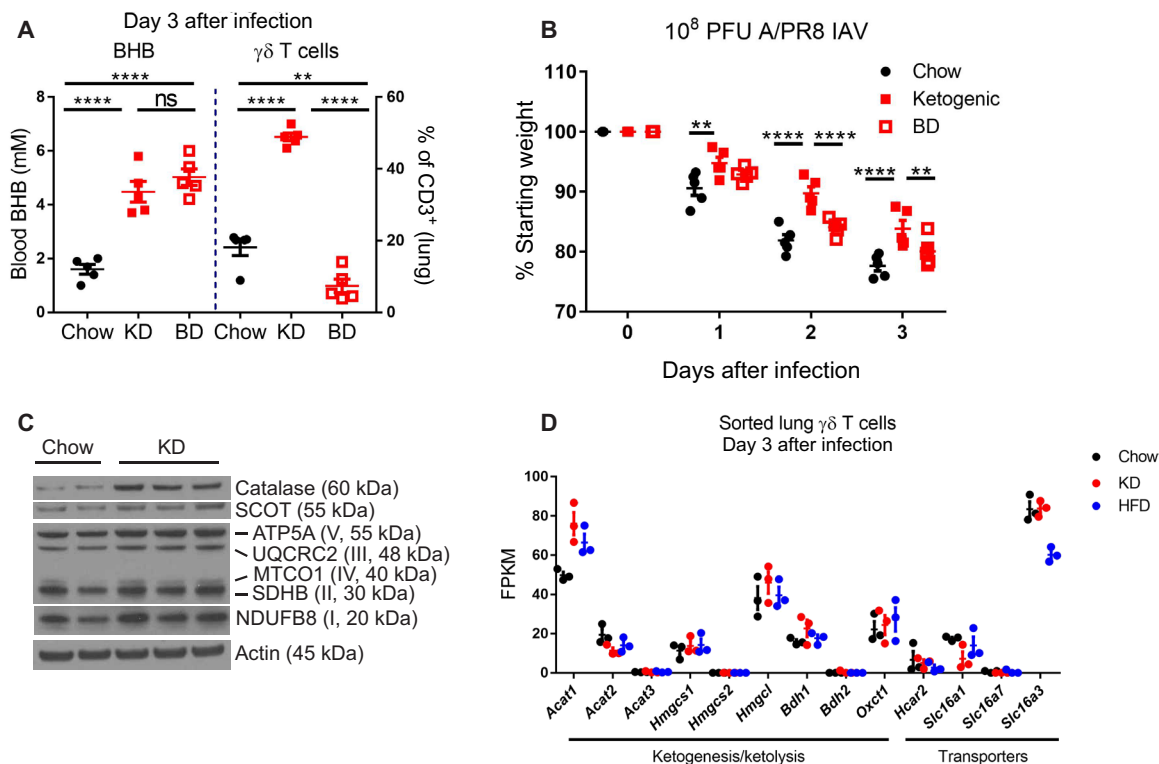 A
Day 3 after infection
BHB
γδ T cells
****
**
****
ns
****
****
8
6
4
2
0
Blood BHB (mM)
60
40
20
0
% of CD3⁺ (lung)
Chow KD BD Chow KD BD
B
10⁸ PFU A/PR8 IAV
Chow
Ketogenic
BD
**
****
****
****
**
100
90
80
70
% Starting weight
0 1 2 3
Days after infection
C
Chow KD
Catalase (60 kDa)
SCOT (55 kDa)
ATP5A (V, 55 kDa)
UQCRC2 (III, 48 kDa)
MTCO1 (IV, 40 kDa)
SDHB (II, 30 kDa)
NDUFB8 (I, 20 kDa)
Actin (45 kDa)
D
Sorted lung γδ T cells
Day 3 after infection
Chow
KD
HFD
100
80
60
40
20
0
FPKM
Acat1 Acat2 Acat3 Hmgcs1 Hmgcs2 Hmgcl Bdh1 Bdh2 Oxct1 Hcar2 Slc16a1 Slc16a7 Slc16a3
Ketogenesis/ketolysis
Transporters